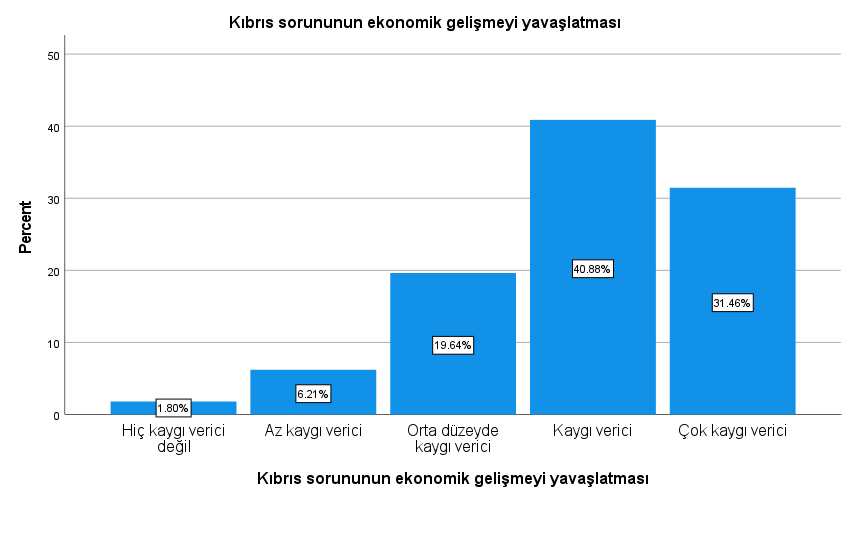 Kıbrıs sorununun ekonomik gelişmeyi yavaşlatması
50
40
30
20
10
0
Percent
40.88%
31.46%
19.64%
6.21%
1.80%
Hiç kaygı verici
değil
Az kaygı verici
Orta düzeyde
kaygı verici
Kaygı verici
Çok kaygı verici
Kıbrıs sorununun ekonomik gelişmeyi yavaşlatması